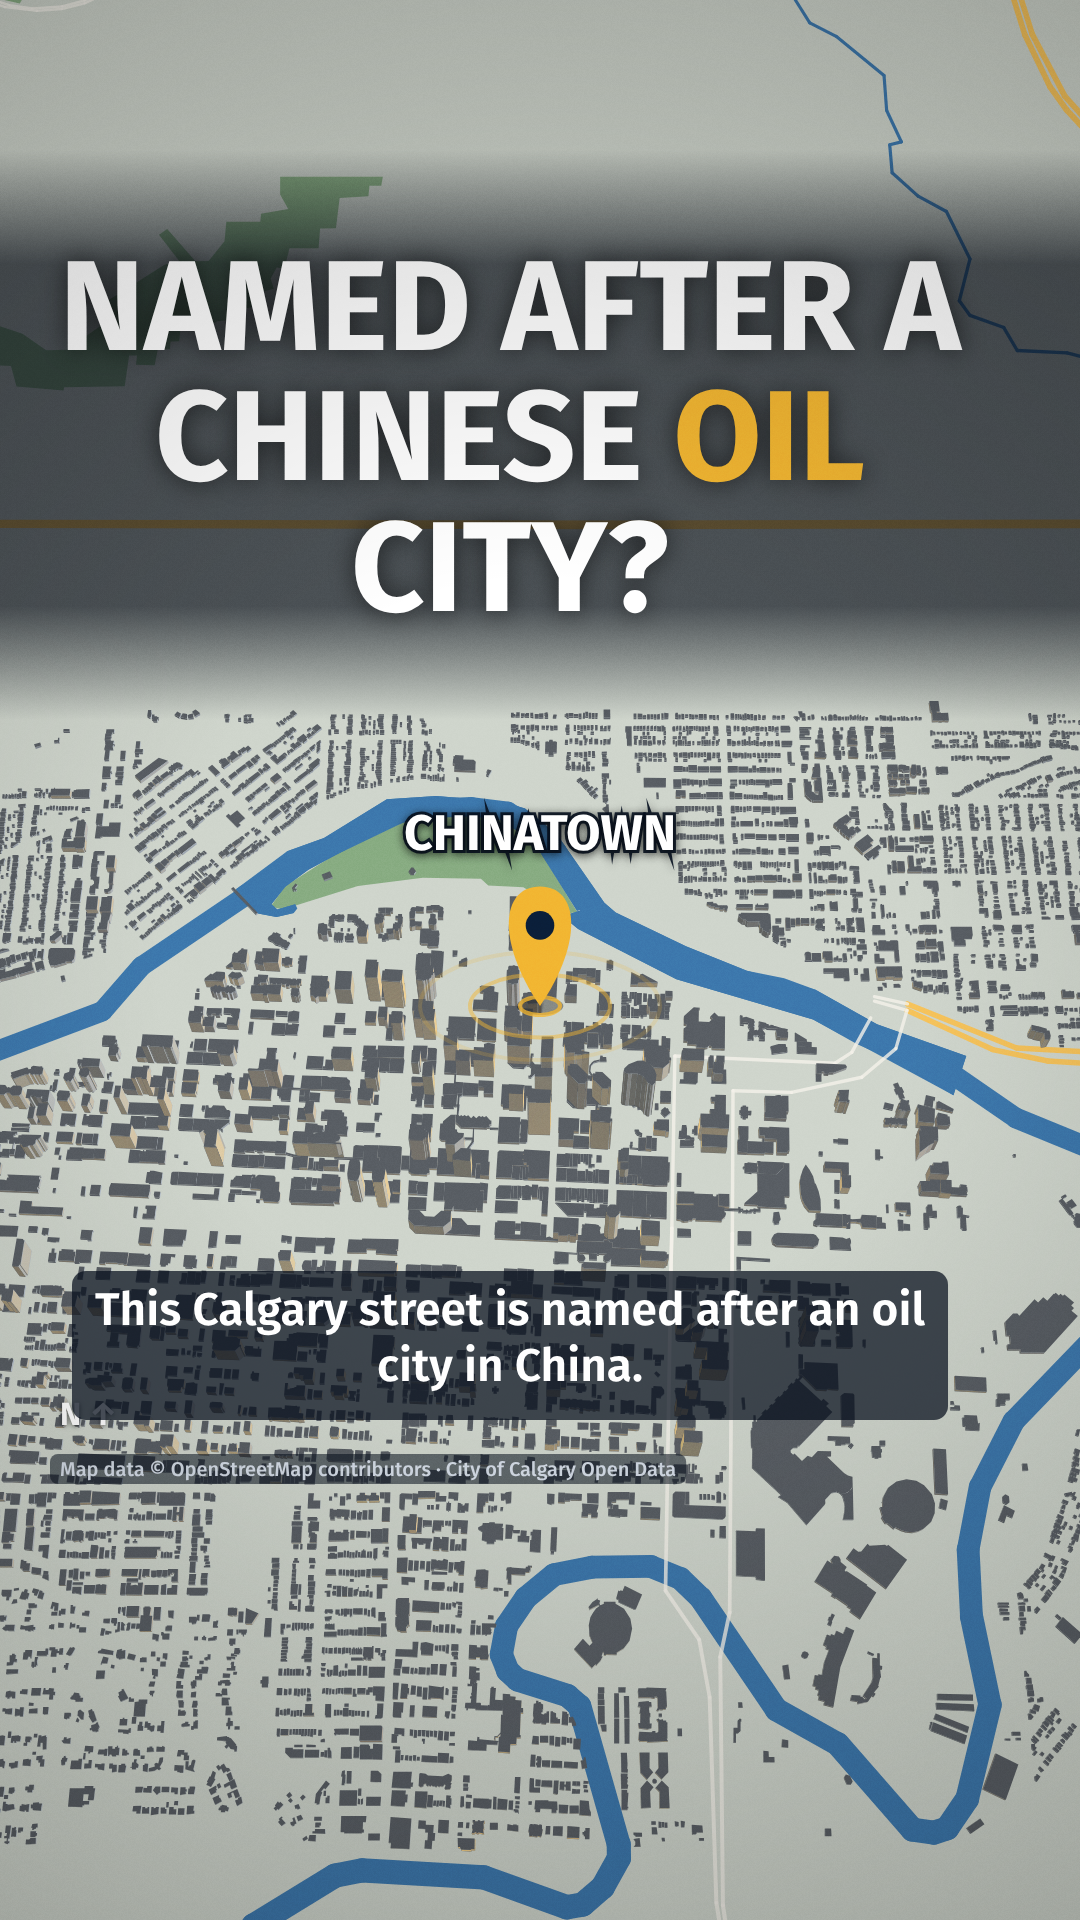 NAMED AFTER A
CHINESE OIL
CITY?
CHINATOWN
This Calgary street is named after an oil
city in China.
N ↑
Map data © OpenStreetMap contributors · City of Calgary Open Data